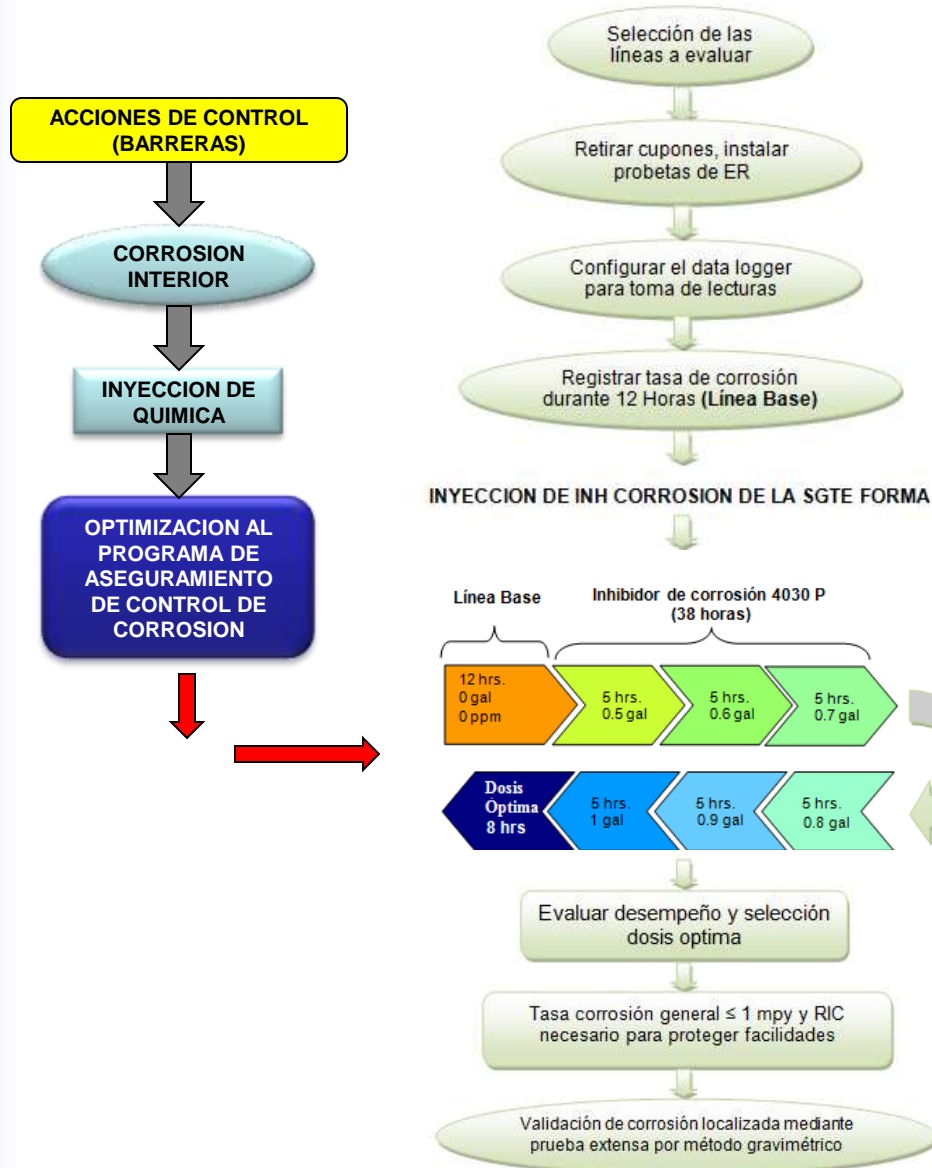 ACCIONES DE CONTROL
(BARRERAS)
CORROSION
INTERIOR
INYECCION DE
QUIMICA
OPTIMIZACION AL
PROGRAMA DE
ASEGURAMIENTO
DE CONTROL DE
CORROSION
Selección de las
líneas a evaluar
Retirar cupones, instalar
probetas de ER
Configurar el data logger
para toma de lecturas
Registrar tasa de corrosión
durante 12 Horas (Línea Base)
INYECCION DE INH CORROSION DE LA SGTE FORMA
Línea Base
Inhibidor de corrosión 4030 P
(38 horas)
12 hrs.
0 gal
0 ppm
5 hrs.
0.5 gal
5 hrs.
0.6 gal
5 hrs.
0.7 gal
Dosis
Óptima
8 hrs
5 hrs.
1 gal
5 hrs.
0.9 gal
5 hrs.
0.8 gal
Evaluar desempeño y selección
dosis optima
Tasa corrosión general ≤ 1 mpy y RIC
necesario para proteger facilidades
Validación de corrosión localizada mediante
prueba extensa por método gravimétrico